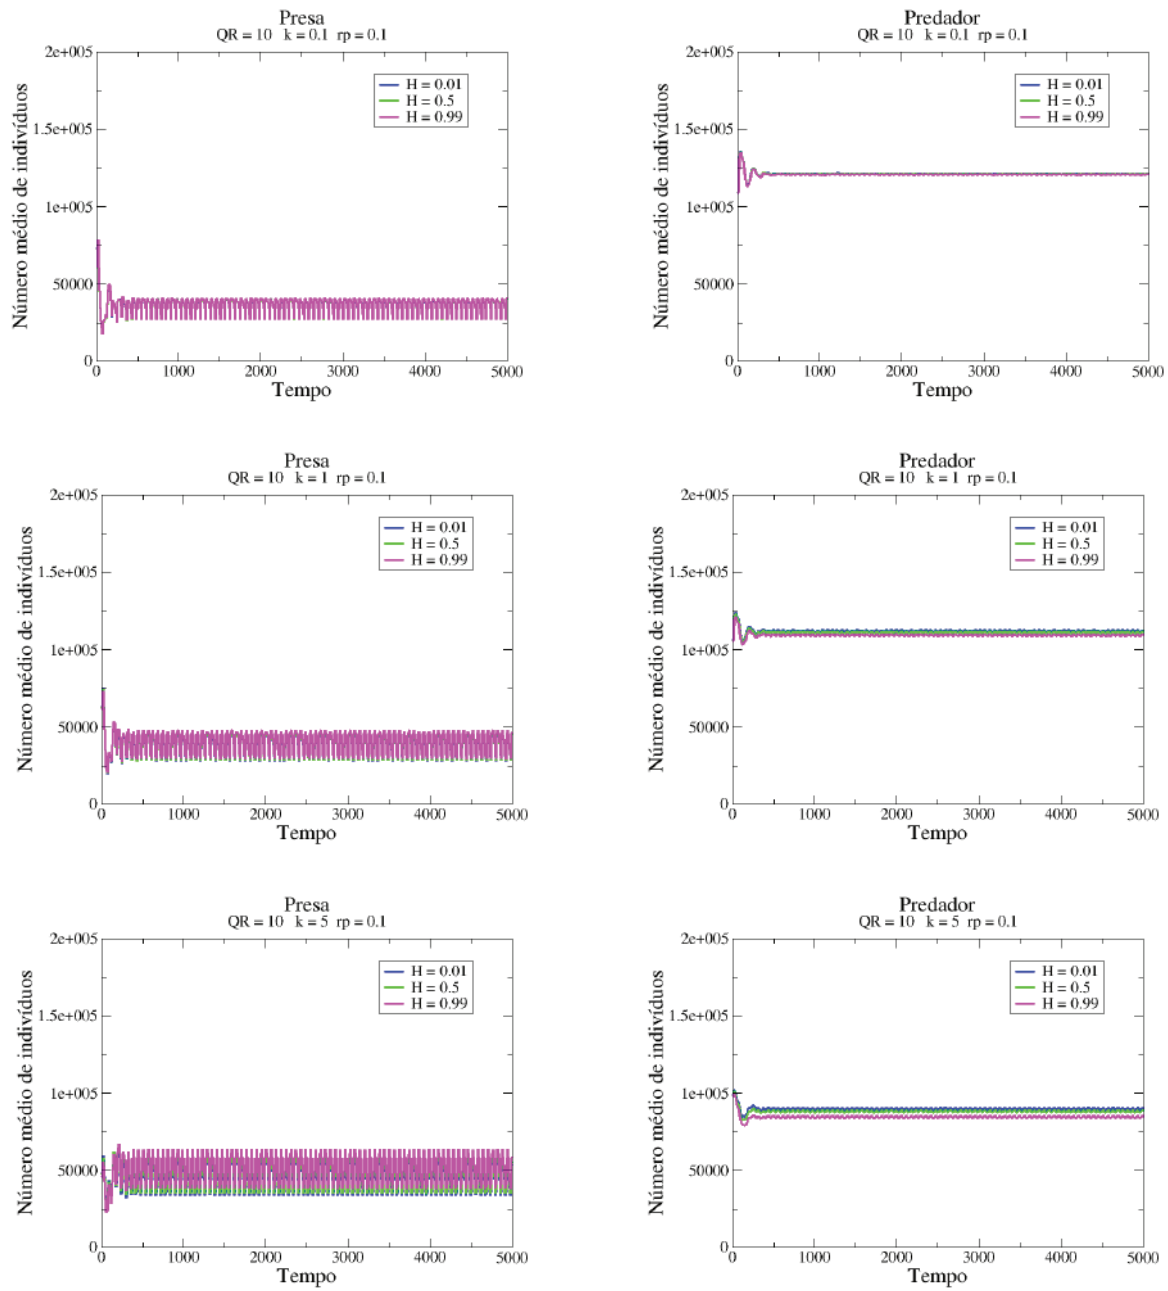 Presa
QR = 10 k = 0.1 rp = 0.1
2e+005
1.5e+005
1e+005
50000
0
H = 0.01
H = 0.5
H = 0.99
0 1000 2000 3000 4000 5000
Tempo
Número médio de indivíduos
Predador
QR = 10 k = 0.1 rp = 0.1
2e+005
1.5e+005
1e+005
50000
0
H = 0.01
H = 0.5
H = 0.99
0 1000 2000 3000 4000 5000
Tempo
Número médio de indivíduos
Presa
QR = 10 k = 1 rp = 0.1
2e+005
1.5e+005
1e+005
50000
0
H = 0.01
H = 0.5
H = 0.99
0 1000 2000 3000 4000 5000
Tempo
Número médio de indivíduos
Predador
QR = 10 k = 1 rp = 0.1
2e+005
1.5e+005
1e+005
50000
0
H = 0.01
H = 0.5
H = 0.99
0 1000 2000 3000 4000 5000
Tempo
Número médio de indivíduos
Presa
QR = 10 k = 5 rp = 0.1
2e+005
1.5e+005
1e+005
50000
0
H = 0.01
H = 0.5
H = 0.99
0 1000 2000 3000 4000 5000
Tempo
Número médio de indivíduos
Predador
QR = 10 k = 5 rp = 0.1
2e+005
1.5e+005
1e+005
50000
0
H = 0.01
H = 0.5
H = 0.99
0 1000 2000 3000 4000 5000
Tempo
Número médio de indivíduos